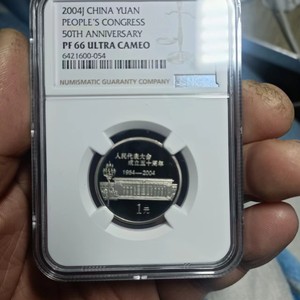 2004J CHINA YUAN
PEOPLE'S CONGRESS
50TH ANNIVERSARY
PF 66 ULTRA CAMEO
6421600-054
NUMISMATIC GUARANTY COMPANY
人民代表大会
成立五十周年
1954—2004
1元